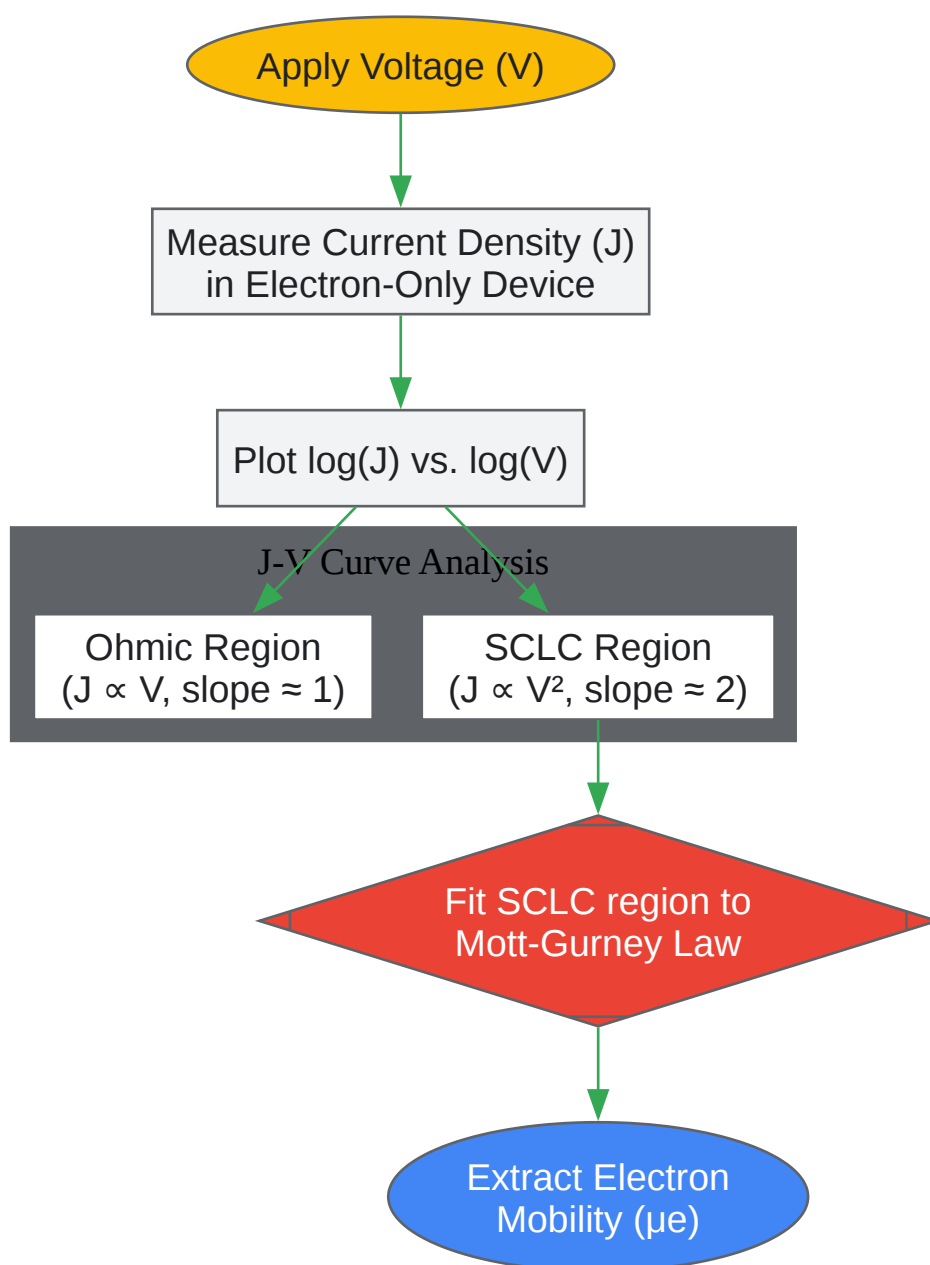 Apply Voltage (V)
Measure Current Density (J)
in Electron-Only Device
Plot log(J) vs. log(V)
J-V Curve Analysis
Ohmic Region
(J ∝ V, slope ≈ 1)
SCLC Region
(J ∝ V², slope ≈ 2)
Fit SCLC region to
Mott-Gurney Law
Extract Electron
Mobility (μe)